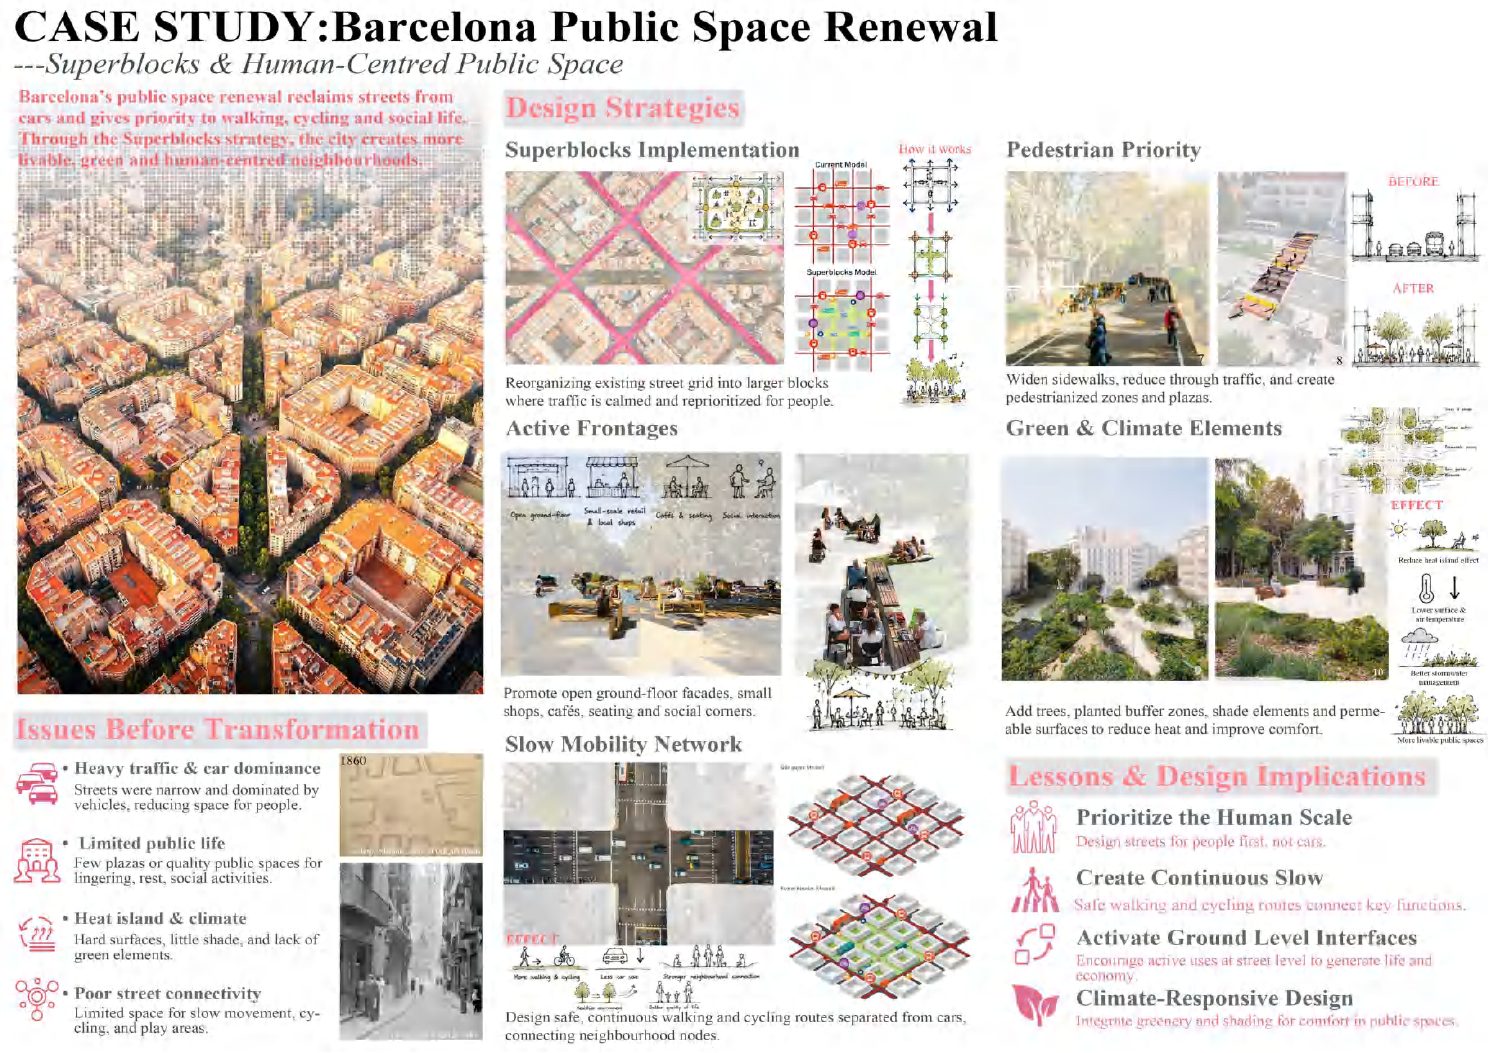 CASE STUDY:Barcelona Public Space Renewal
---Superblocks & Human-Centred Public Space
Barcelona's public space renewal reclaims streets from
cars and gives priority to walking, cycling and social life.
Through the Superblocks strategy, the city creates more
livable, green and human-centred neighbourhoods.
Issues Before Transformation
• Heavy traffic & car dominance
Streets were narrow and dominated by
vehicles, reducing space for people.
• Limited public life
Few plazas or quality public spaces for
lingering, rest, social activities.
• Heat island & climate
Hard surfaces, little shade, and lack of
green elements.
• Poor street connectivity
Limited space for slow movement, cy-
cling, and play areas.
1860
Design Strategies
Superblocks Implementation
How it works
Current Model
Superblocks Model
Reorganizing existing street grid into larger blocks
where traffic is calmed and reprioritized for people.
Active Frontages
Open ground-floor
Small-scale retail
& local shops
Cafés & seating
Social interaction
Promote open ground-floor facades, small
shops, cafés, seating and social corners.
Slow Mobility Network
EFFECT
More walking & cycling
Less car use
Stronger neighbourhood connection
Better quality of life
Design safe, continuous walking and cycling routes separated from cars,
connecting neighbourhood nodes.
Pedestrian Priority
7
8
BEFORE
AFTER
Widen sidewalks, reduce through traffic, and create
pedestrianized zones and plazas.
Green & Climate Elements
9
10
EFFECT
Reduce heat island effect
Lower surface &
air temperature
Better stormwater
management
More livable public spaces
Add trees, planted buffer zones, shade elements and perme-
able surfaces to reduce heat and improve comfort.
Lessons & Design Implications
Prioritize the Human Scale
Design streets for people first, not cars.
Create Continuous Slow
Safe walking and cycling routes connect key functions.
Activate Ground Level Interfaces
Encourage active uses at street level to generate life and
economy.
Climate-Responsive Design
Integrate greenery and shading for comfort in public spaces.